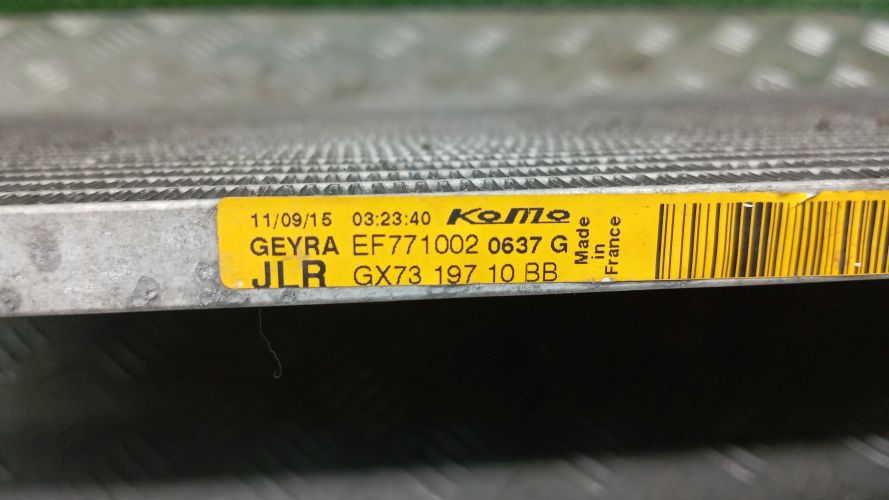 11/09/15 03:23:40 KoMo
GEYRA EF771002 0637 G
JLR GX73 197 10 BB
Made
in
France